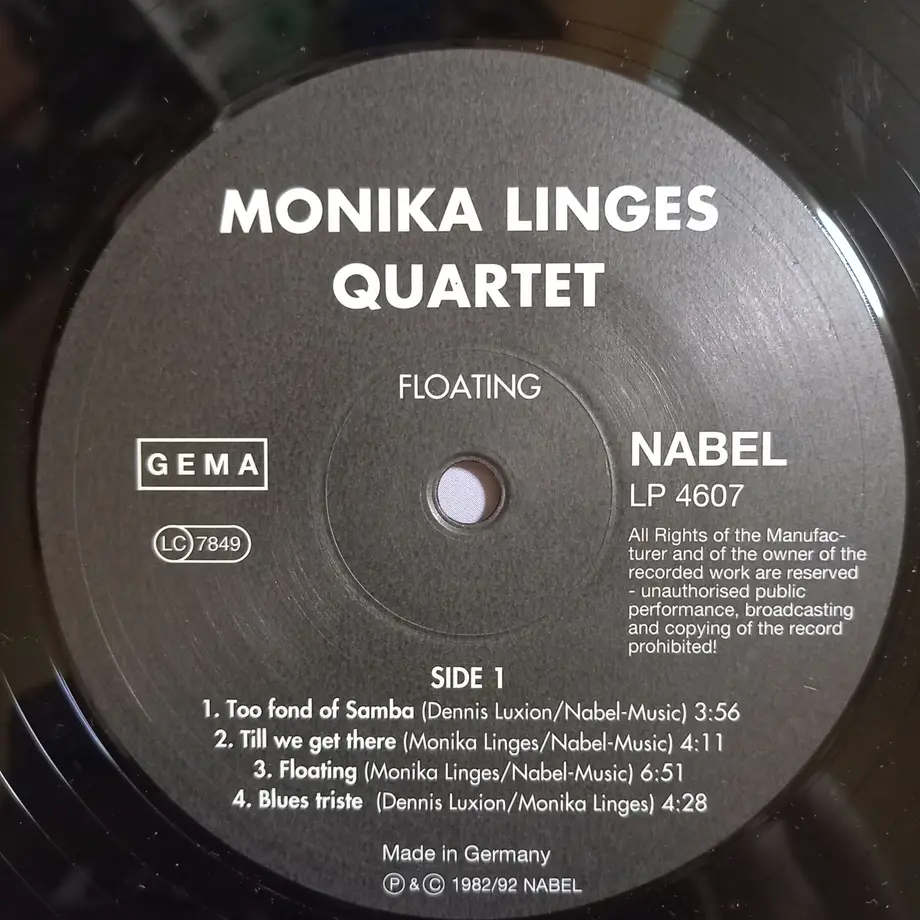 MONIKA LINGES
QUARTET
FLOATING
GEMA
LC 7849
NABEL
LP 4607
All Rights of the Manufac-
turer and of the owner of the
recorded work are reserved
- unauthorised public
performance, broadcasting
and copying of the record
prohibited!
SIDE 1
1. Too fond of Samba (Dennis Luxion/Nabel-Music) 3:56
2. Till we get there (Monika Linges/Nabel-Music) 4:11
3. Floating (Monika Linges/Nabel-Music) 6:51
4. Blues triste (Dennis Luxion/Monika Linges) 4:28
Made in Germany
Ⓟ & Ⓒ 1982/92 NABEL